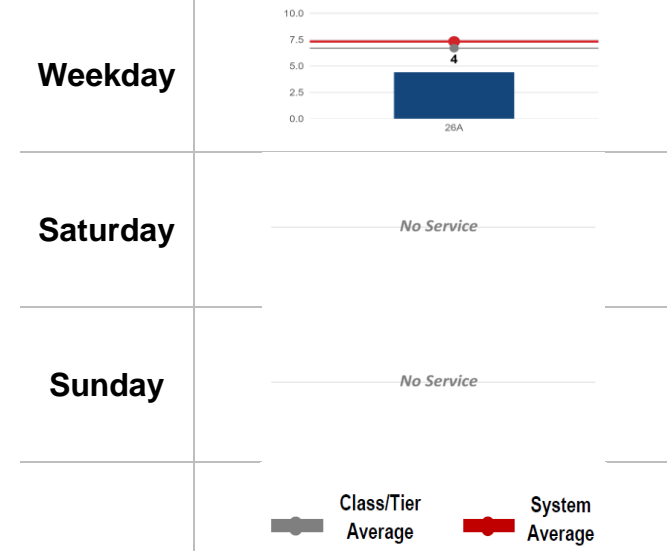 Weekday
10.0
7.5
5.0
2.5
0.0
4
26A
Saturday
No Service
Sunday
No Service
Class/Tier
Average
System
Average